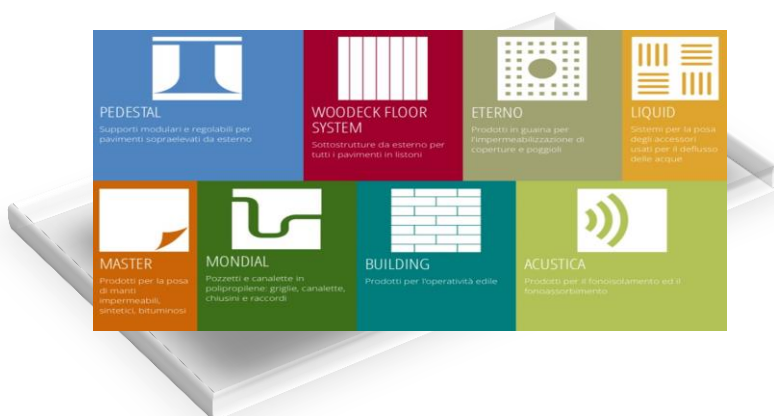 PEDESTAL
Supporti modulari e regolabili per
pavimenti sopraelevati da esterno
WOODECK FLOOR
SYSTEM
Sottostrutture da esterno per
tutti i pavimenti in listoni
ETERNO
Prodotti in guaina per
l'impermeabilizzazione di
coperture e poggioli
LIQUID
Sistemi per la posa
degli accessori
usati per il deflusso
delle acque
MASTER
Prodotti per la posa
di manti
impermeabili,
sintetici, bituminosi
MONDIAL
Pozzetti e canalette in
polipropilene: griglie, canalette,
chiusini e raccordi
BUILDING
Prodotti per l'operatività edile
ACUSTICA
Prodotti per il fonoisolamento ed il
fonoassorbimento